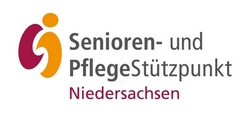 Senioren- und
PflegeStützpunkt
Niedersachsen